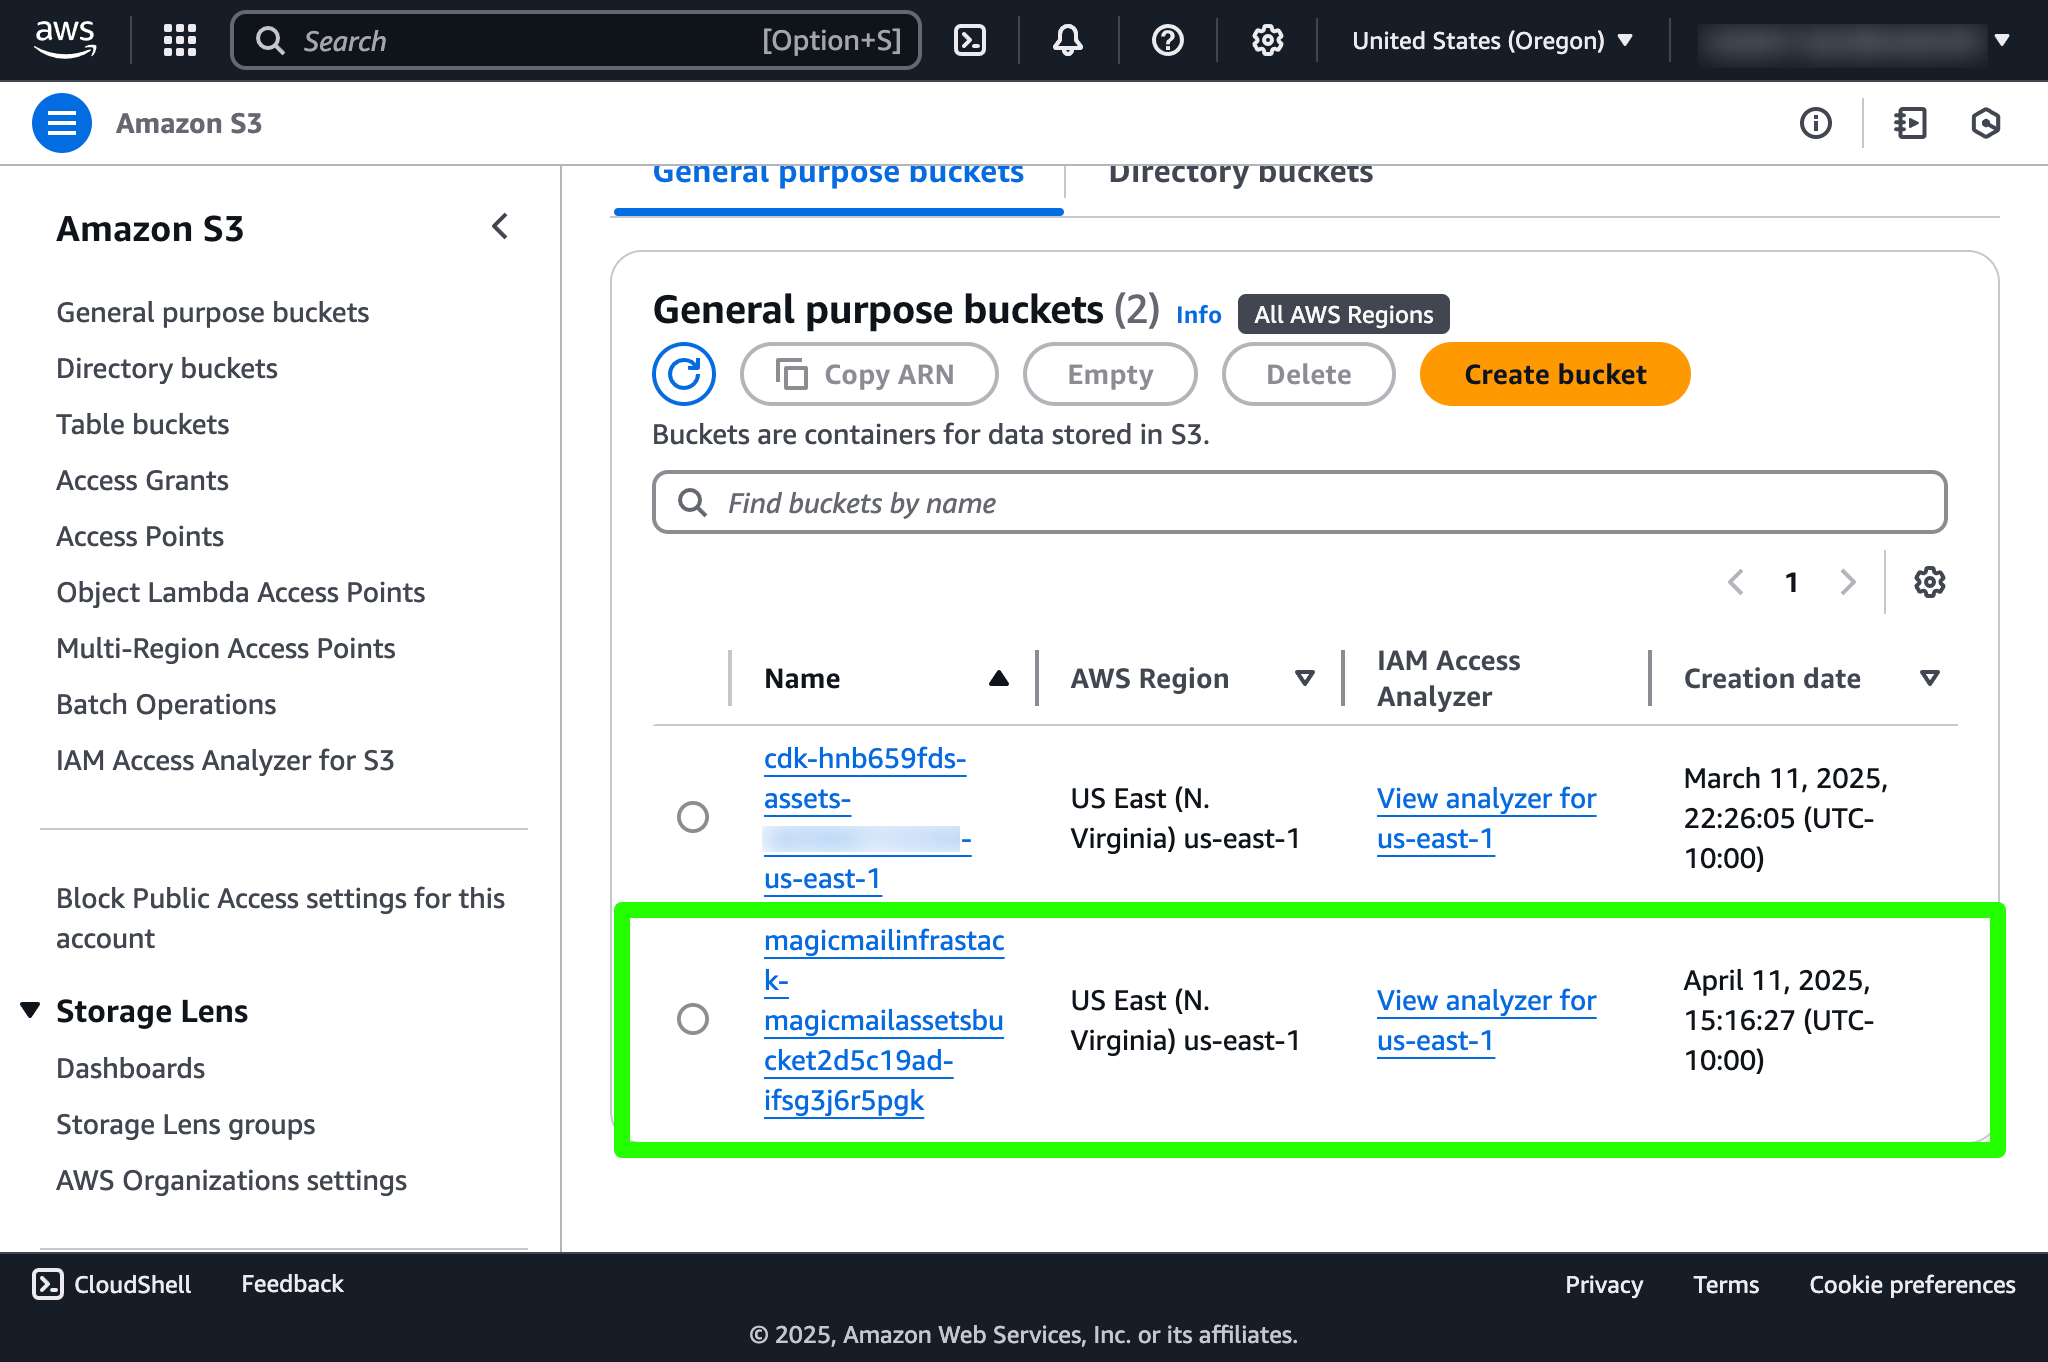 aws
Search [Option+S]
United States (Oregon)
Amazon S3
Amazon S3
General purpose buckets
Directory buckets
Table buckets
Access Grants
Access Points
Object Lambda Access Points
Multi-Region Access Points
Batch Operations
IAM Access Analyzer for S3
Block Public Access settings for this
account
Storage Lens
Dashboards
Storage Lens groups
AWS Organizations settings
General purpose buckets
Directory buckets
General purpose buckets (2) Info All AWS Regions
Copy ARN Empty Delete Create bucket
Buckets are containers for data stored in S3.
Find buckets by name
1
Name AWS Region IAM Access
Analyzer Creation date
cdk-hnb659fds-
assets-
-
us-east-1
US East (N.
Virginia) us-east-1
View analyzer for
us-east-1
March 11, 2025,
22:26:05 (UTC-
10:00)
magicmailinfrastac
k-
magicmailassetsbu
cket2d5c19ad-
ifsg3j6r5pgk
US East (N.
Virginia) us-east-1
View analyzer for
us-east-1
April 11, 2025,
15:16:27 (UTC-
10:00)
CloudShell Feedback Privacy Terms Cookie preferences
© 2025, Amazon Web Services, Inc. or its affiliates.